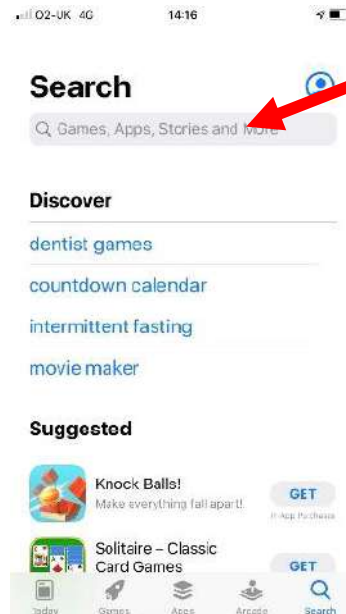 O2-UK 4G 14:16
Search
Games, Apps, Stories and More
Discover
dentist games
countdown calendar
intermittent fasting
movie maker
Suggested
Knock Balls!
Make everything fall apart!
GET
In-App Purchases
Solitaire – Classic
Card Games
GET
Today Games Apps Arcade Search